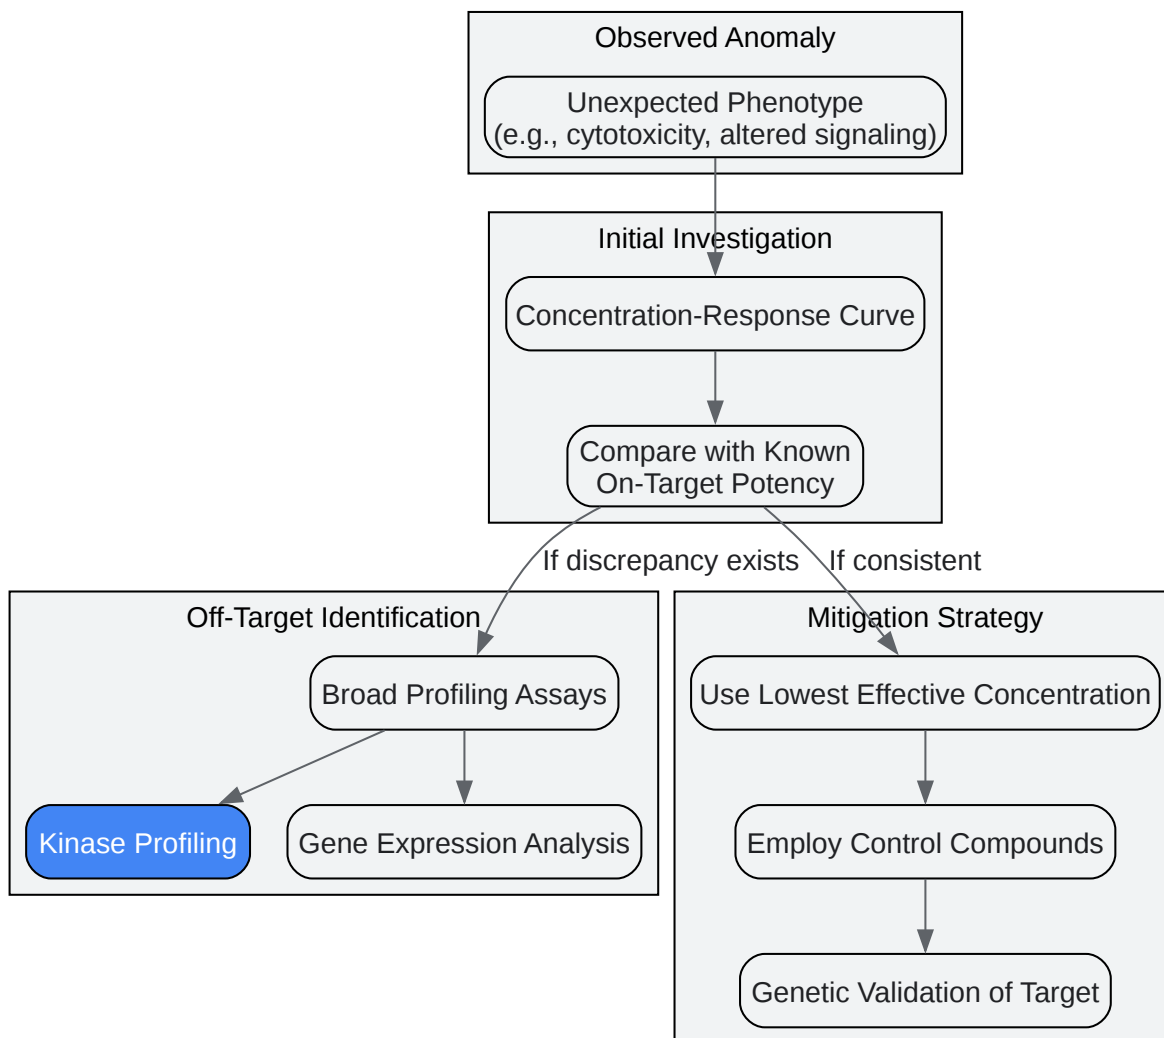 Observed Anomaly
Unexpected Phenotype
(e.g., cytotoxicity, altered signaling)
Initial Investigation
Concentration-Response Curve
Compare with Known
On-Target Potency
If discrepancy exists
If consistent
Off-Target Identification
Broad Profiling Assays
Kinase Profiling
Gene Expression Analysis
Mitigation Strategy
Use Lowest Effective Concentration
Employ Control Compounds
Genetic Validation of Target